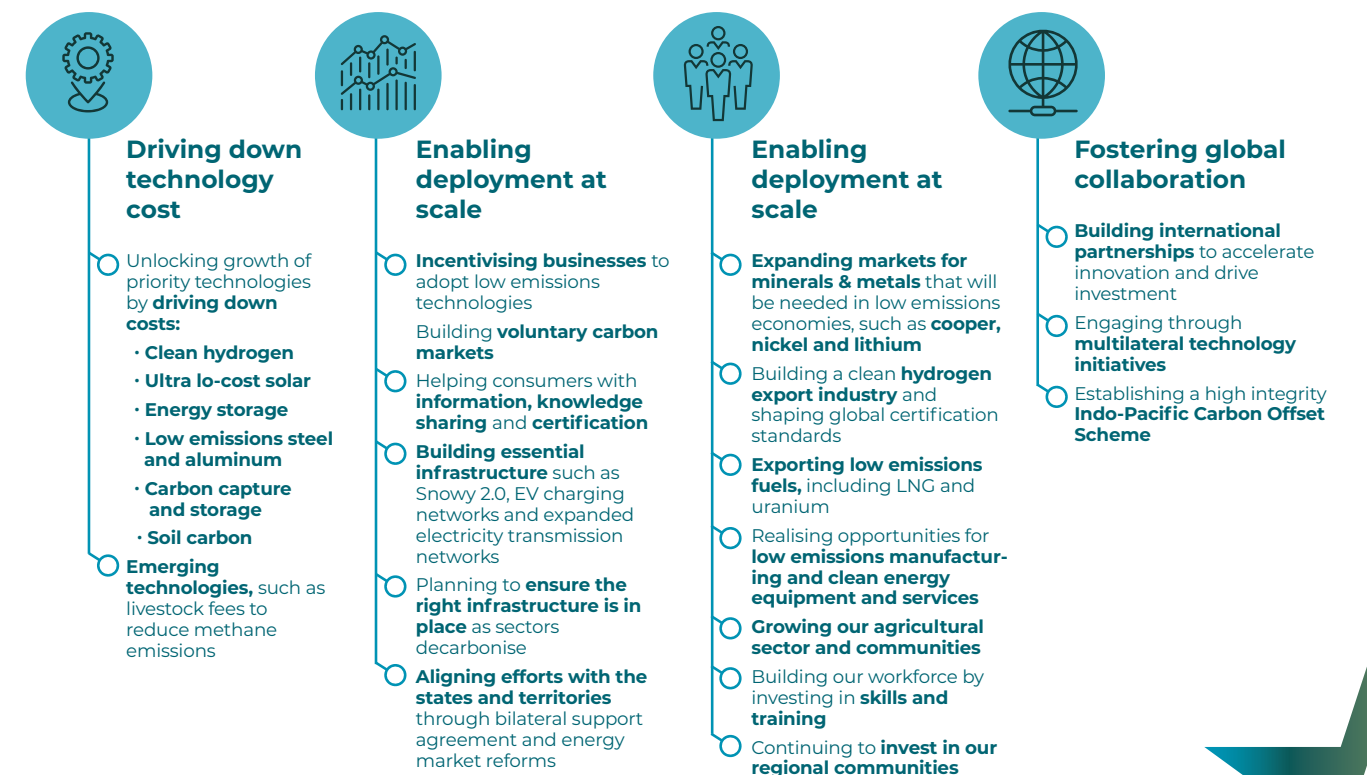 Driving down
technology
cost
Unlocking growth of
priority technologies
by driving down
costs:
· Clean hydrogen
· Ultra lo-cost solar
· Energy storage
· Low emissions steel
and aluminum
· Carbon capture
and storage
· Soil carbon
Emerging
technologies, such as
livestock fees to
reduce methane
emissions
Enabling
deployment at
scale
Incentivising businesses to
adopt low emissions
technologies
Building voluntary carbon
markets
Helping consumers with
information, knowledge
sharing and certification
Building essential
infrastructure such as
Snowy 2.0, EV charging
networks and expanded
electricity transmission
networks
Planning to ensure the
right infrastructure is in
place as sectors
decarbonise
Aligning efforts with the
states and territories
through bilateral support
agreement and energy
market reforms
Enabling
deployment at
scale
Expanding markets for
minerals & metals that will
be needed in low emissions
economies, such as cooper,
nickel and lithium
Building a clean hydrogen
export industry and
shaping global certification
standards
Exporting low emissions
fuels, including LNG and
uranium
Realising opportunities for
low emissions manufactur-
ing and clean energy
equipment and services
Growing our agricultural
sector and communities
Building our workforce by
investing in skills and
training
Continuing to invest in our
regional communities
Fostering global
collaboration
Building international
partnerships to accelerate
innovation and drive
investment
Engaging through
multilateral technology
initiatives
Establishing a high integrity
Indo-Pacific Carbon Offset
Scheme